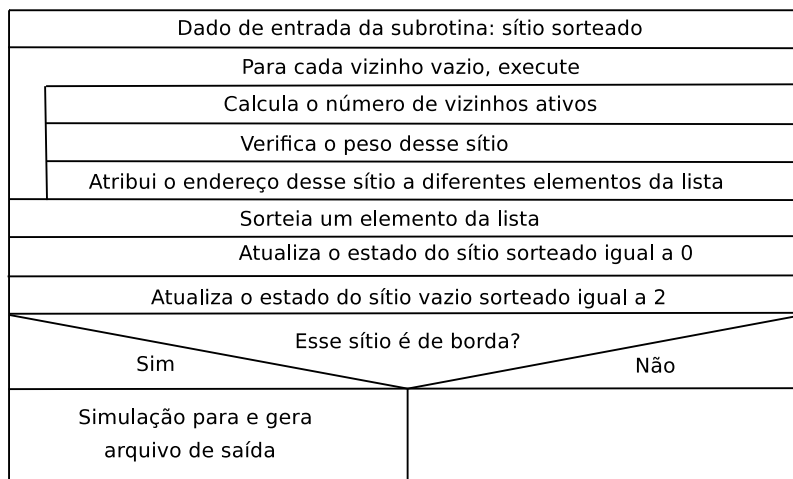 Dado de entrada da subrotina: sítio sorteado
Para cada vizinho vazio, execute
Calcula o número de vizinhos ativos
Verifica o peso desse sítio
Atribui o endereço desse sítio a diferentes elementos da lista
Sorteia um elemento da lista
Atualiza o estado do sítio sorteado igual a 0
Atualiza o estado do sítio vazio sorteado igual a 2
Esse sítio é de borda?
Sim
Não
Simulação para e gera
arquivo de saída